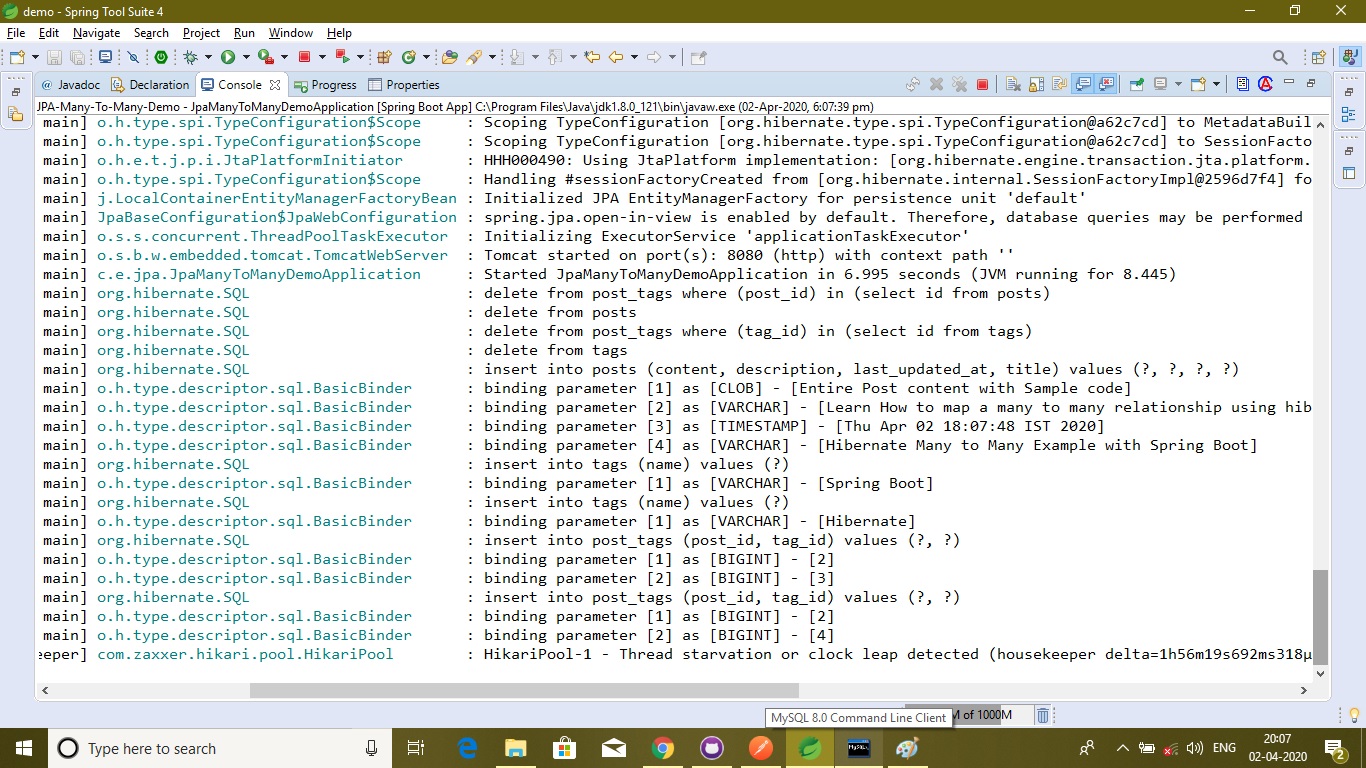 demo - Spring Tool Suite 4
File Edit Navigate Search Project Run Window Help
@ Javadoc Declaration Console Progress Properties
JPA-Many-To-Many-Demo - JpaManyToManyDemoApplication [Spring Boot App] C:\Program Files\Java\jdk1.8.0_121\bin\javaw.exe (02-Apr-2020, 6:07:39 pm)
main] o.h.type.spi.TypeConfiguration$Scope : Scoping TypeConfiguration [org.hibernate.type.spi.TypeConfiguration@a62c7cd] to MetadataBuil
main] o.h.type.spi.TypeConfiguration$Scope : Scoping TypeConfiguration [org.hibernate.type.spi.TypeConfiguration@a62c7cd] to SessionFacto
main] o.h.e.t.j.p.i.JtaPlatformInitiator : HHH000490: Using JtaPlatform implementation: [org.hibernate.engine.transaction.jta.platform.
main] o.h.type.spi.TypeConfiguration$Scope : Handling #sessionFactoryCreated from [org.hibernate.internal.SessionFactoryImpl@2596d7f4] fo
main] j.LocalContainerEntityManagerFactoryBean : Initialized JPA EntityManagerFactory for persistence unit 'default'
main] JpaBaseConfiguration$JpaWebConfiguration : spring.jpa.open-in-view is enabled by default. Therefore, database queries may be performed
main] o.s.s.concurrent.ThreadPoolTaskExecutor : Initializing ExecutorService 'applicationTaskExecutor'
main] o.s.b.w.embedded.tomcat.TomcatWebServer : Tomcat started on port(s): 8080 (http) with context path ''
main] c.e.jpa.JpaManyToManyDemoApplication : Started JpaManyToManyDemoApplication in 6.995 seconds (JVM running for 8.445)
main] org.hibernate.SQL : delete from post_tags where (post_id) in (select id from posts)
main] org.hibernate.SQL : delete from posts
main] org.hibernate.SQL : delete from post_tags where (tag_id) in (select id from tags)
main] org.hibernate.SQL : delete from tags
main] org.hibernate.SQL : insert into posts (content, description, last_updated_at, title) values (?, ?, ?, ?)
main] o.h.type.descriptor.sql.BasicBinder : binding parameter [1] as [CLOB] - [Entire Post content with Sample code]
main] o.h.type.descriptor.sql.BasicBinder : binding parameter [2] as [VARCHAR] - [Learn How to map a many to many relationship using hib
main] o.h.type.descriptor.sql.BasicBinder : binding parameter [3] as [TIMESTAMP] - [Thu Apr 02 18:07:48 IST 2020]
main] o.h.type.descriptor.sql.BasicBinder : binding parameter [4] as [VARCHAR] - [Hibernate Many to Many Example with Spring Boot]
main] org.hibernate.SQL : insert into tags (name) values (?)
main] o.h.type.descriptor.sql.BasicBinder : binding parameter [1] as [VARCHAR] - [Spring Boot]
main] org.hibernate.SQL : insert into tags (name) values (?)
main] o.h.type.descriptor.sql.BasicBinder : binding parameter [1] as [VARCHAR] - [Hibernate]
main] org.hibernate.SQL : insert into post_tags (post_id, tag_id) values (?, ?)
main] o.h.type.descriptor.sql.BasicBinder : binding parameter [1] as [BIGINT] - [2]
main] o.h.type.descriptor.sql.BasicBinder : binding parameter [2] as [BIGINT] - [3]
main] org.hibernate.SQL : insert into post_tags (post_id, tag_id) values (?, ?)
main] o.h.type.descriptor.sql.BasicBinder : binding parameter [1] as [BIGINT] - [2]
main] o.h.type.descriptor.sql.BasicBinder : binding parameter [2] as [BIGINT] - [4]
eeper] com.zaxxer.hikari.pool.HikariPool : HikariPool-1 - Thread starvation or clock leap detected (housekeeper delta=1h56m19s692ms318µ
MySQL 8.0 Command Line Client
M of 1000M
Type here to search
ENG
20:07
02-04-2020
2